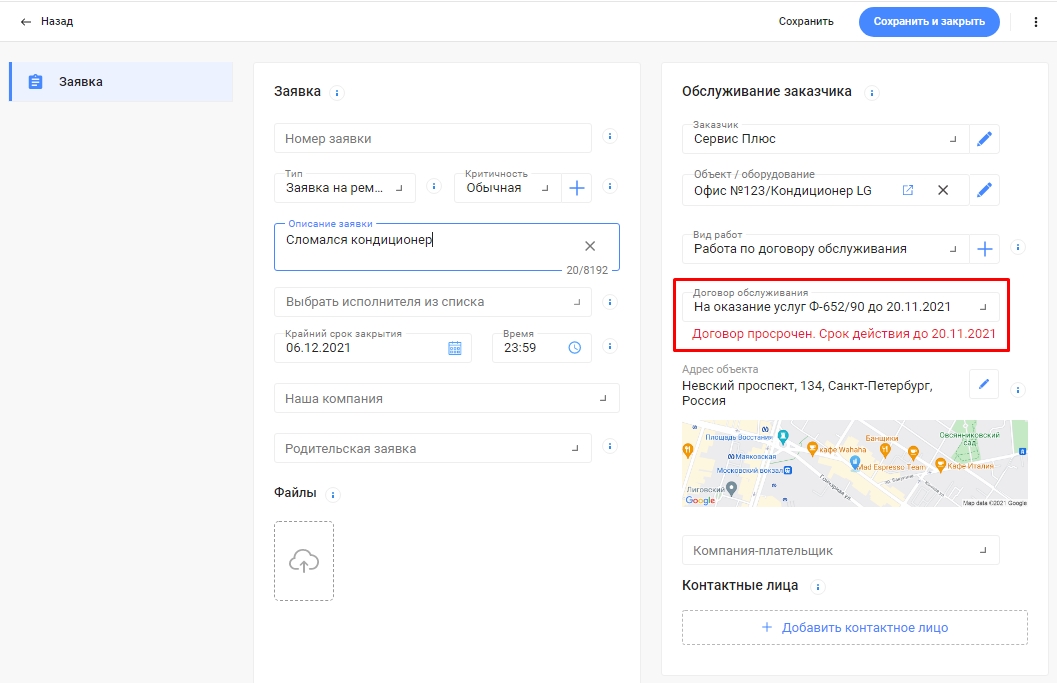 Назад
Сохранить
Сохранить и закрыть
Заявка
Заявка
Номер заявки
Тип
Заявка на рем...
Критичность
Обычная
Описание заявки
Сломался кондиционер
20/8192
Выбрать исполнителя из списка
Крайний срок закрытия
06.12.2021
Время
23:59
Наша компания
Родительская заявка
Файлы
Обслуживание заказчика
Заказчик
Сервис Плюс
Объект / оборудование
Офис №123/Кондиционер LG
Вид работ
Работа по договору обслуживания
Договор обслуживания
На оказание услуг Ф-652/90 до 20.11.2021
Договор просрочен. Срок действия до 20.11.2021
Адрес объекта
Невский проспект, 134, Санкт-Петербург,
Россия
Площадь Восстания
Маяковская
Московский вокзал
Лиговский
кафе Wahaha
Банщики
Mad Espresso Team
Овсянниковский
сад
Кафе Италия
Гончарная ул.
Google
Map data ©2021 Google
Компания-плательщик
Контактные лица
Добавить контактное лицо